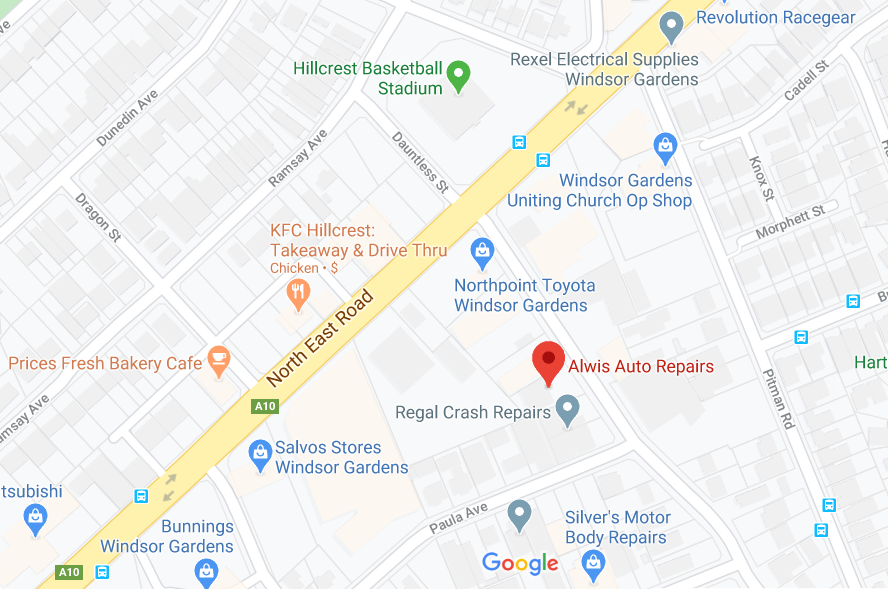 Revolution Racegear
Rexel Electrical Supplies
Windsor Gardens
Hillcrest Basketball
Stadium
Cadell St
Dunedin Ave
Ramsay Ave
Dauntless St
Knox St
Windsor Gardens
Uniting Church Op Shop
Dragon St
Morphett St
KFC Hillcrest:
Takeaway & Drive Thru
Chicken • $
Northpoint Toyota
Windsor Gardens
North East Road
Prices Fresh Bakery Cafe
Alwis Auto Repairs
Hart
A10
Regal Crash Repairs
Pitman Rd
msay Ave
Salvos Stores
Windsor Gardens
tsubishi
Bunnings
Windsor Gardens
Paula Ave
Silver's Motor
Body Repairs
Google
A10